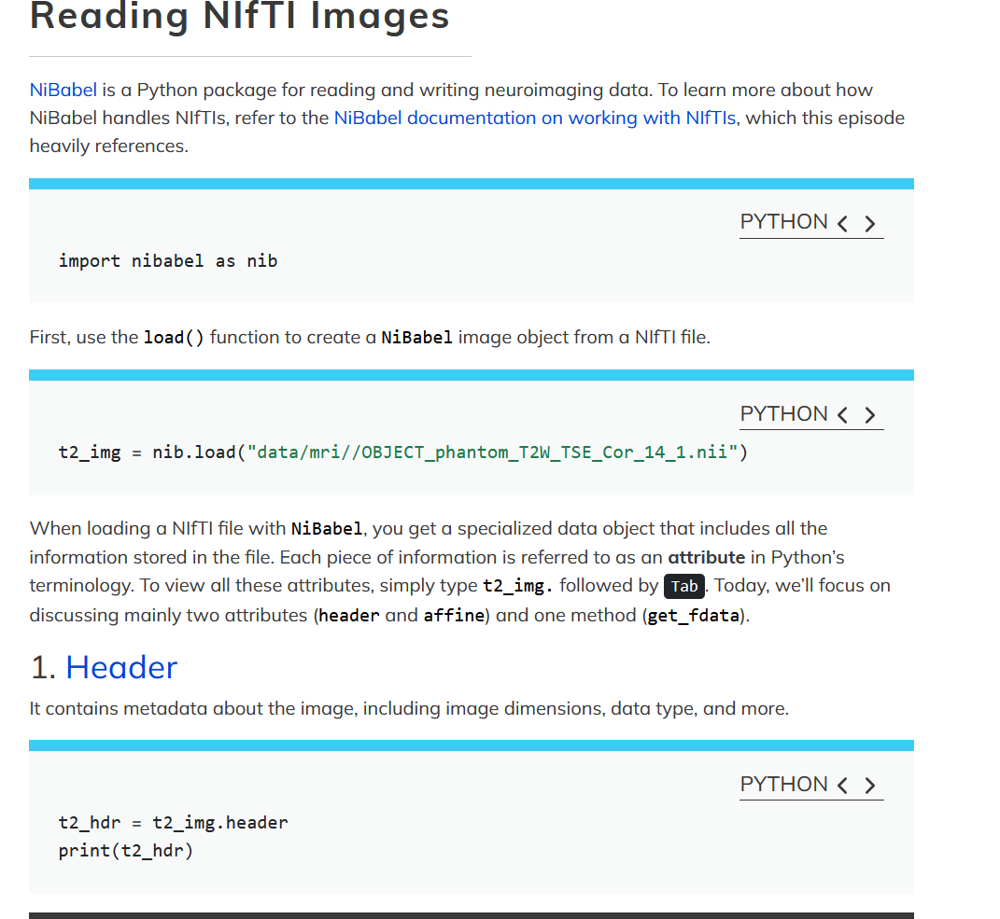 Reading NIfTI Images
NiBabel is a Python package for reading and writing neuroimaging data. To learn more about how
NiBabel handles NIfTIs, refer to the NiBabel documentation on working with NIfTIs, which this episode
heavily references.
PYTHON < >
import nibabel as nib
First, use the load() function to create a NiBabel image object from a NIfTI file.
PYTHON < >
t2_img = nib.load("data/mri//OBJECT_phantom_T2W_TSE_Cor_14_1.nii")
When loading a NIfTI file with NiBabel, you get a specialized data object that includes all the
information stored in the file. Each piece of information is referred to as an attribute in Python’s
terminology. To view all these attributes, simply type t2_img. followed by Tab. Today, we’ll focus on
discussing mainly two attributes (header and affine) and one method (get_fdata).
1. Header
It contains metadata about the image, including image dimensions, data type, and more.
PYTHON < >
t2_hdr = t2_img.header
print(t2_hdr)